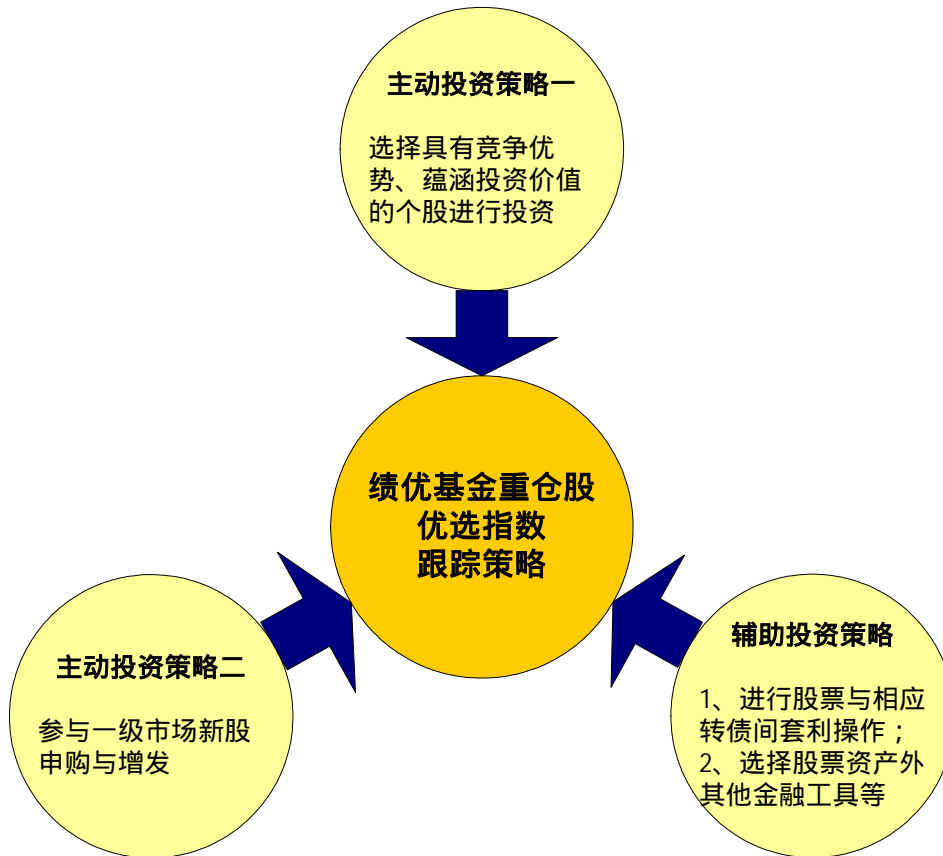 主动投资策略一
选择具有竞争优
势、蕴涵投资价值
的个股进行投资
绩优基金重仓股
优选指数
跟踪策略
主动投资策略二
参与一级市场新股
申购与增发
辅助投资策略
1、进行股票与相应
转债间套利操作；
2、选择股票资产外
其他金融工具等